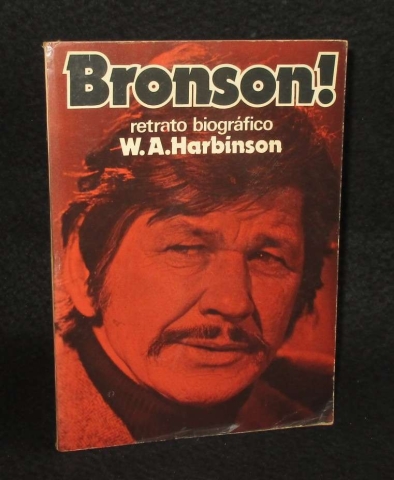 Bronson!
retrato biográfico
W.A.Harbinson